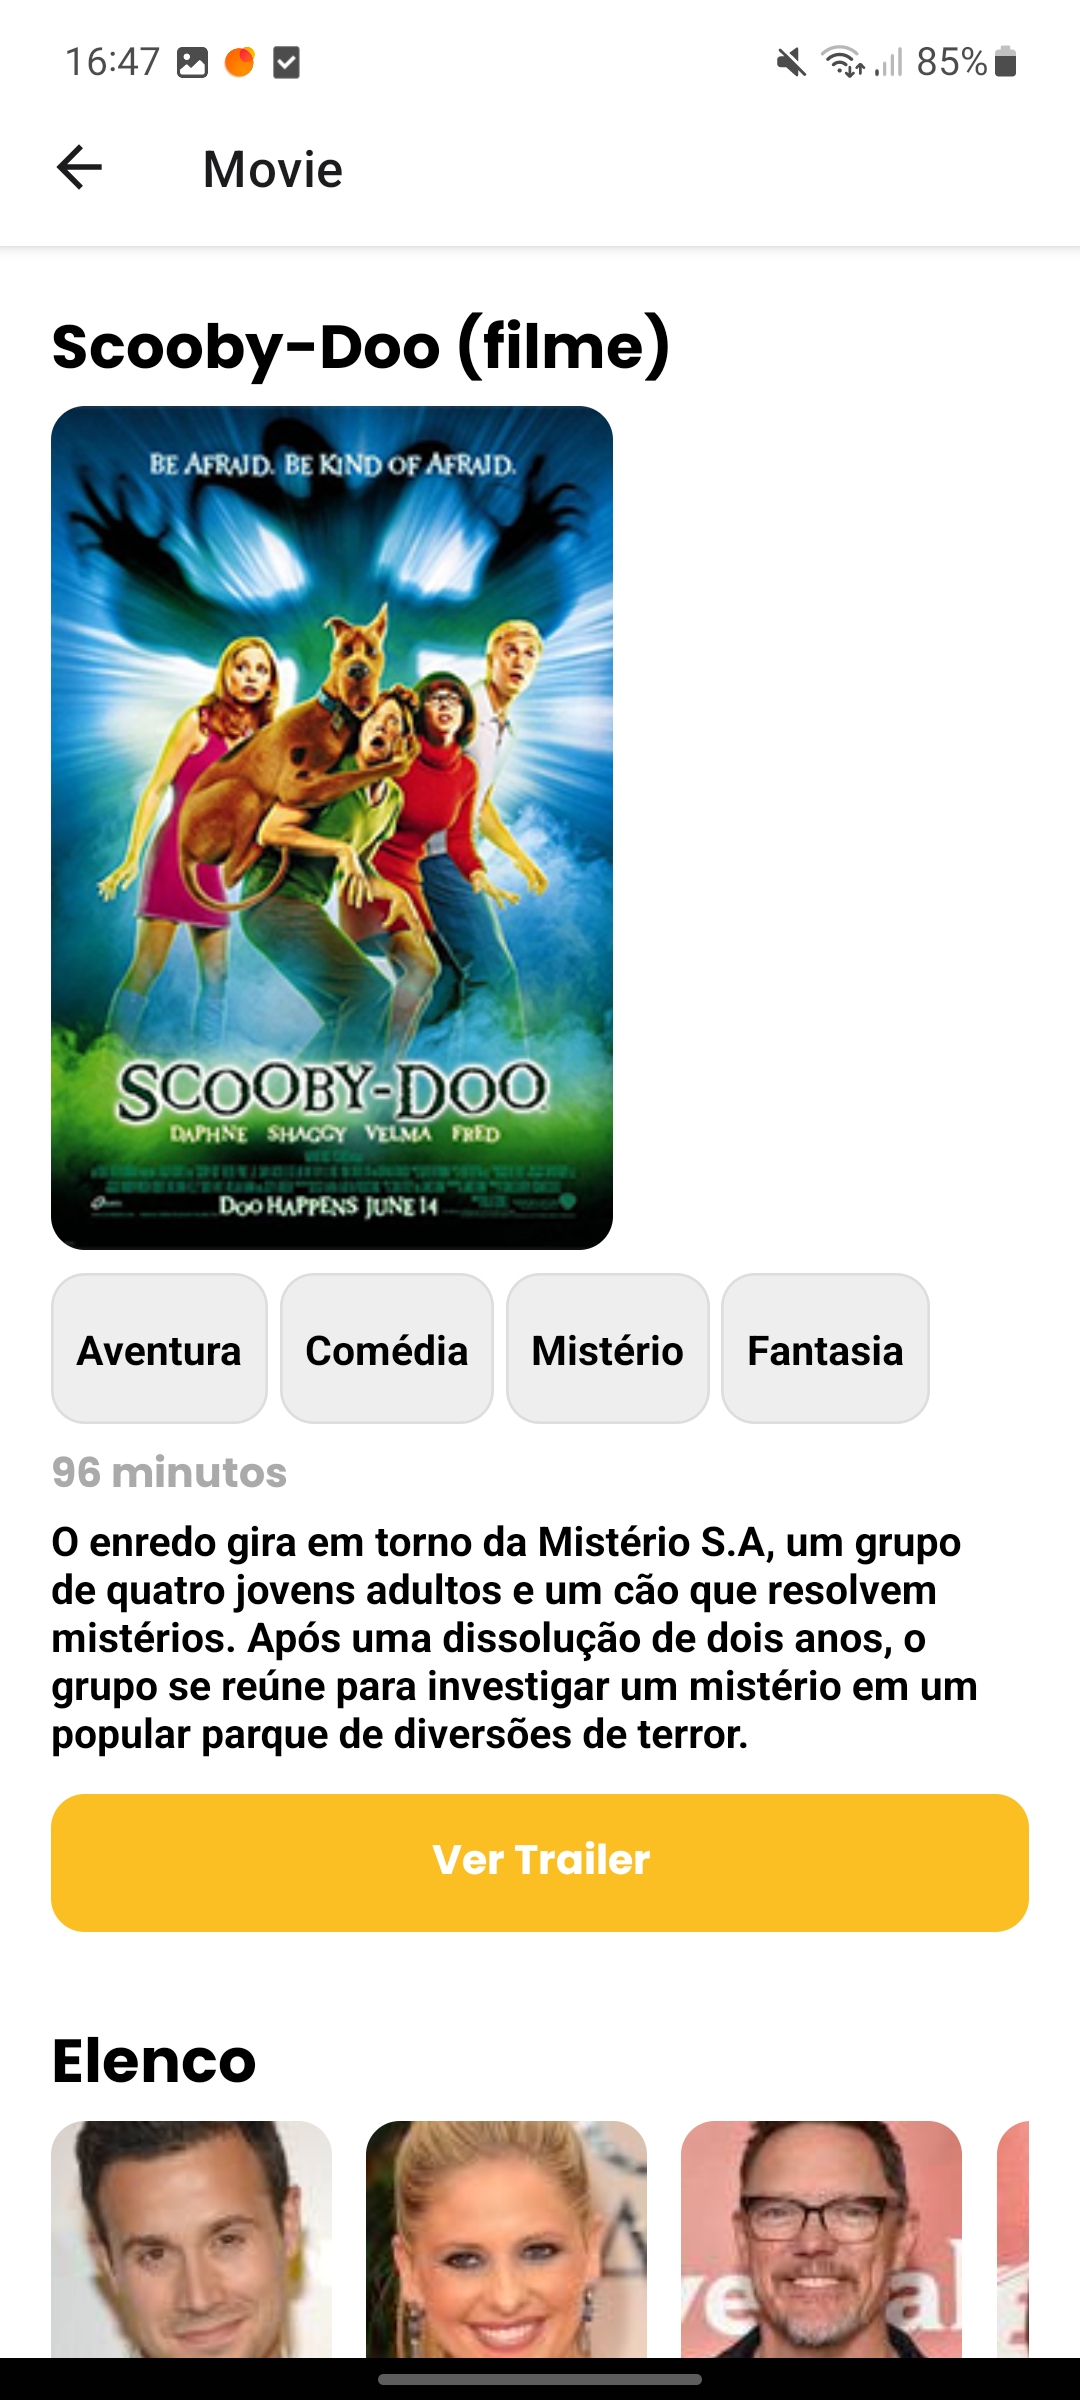 16:47
85%
Movie
Scooby-Doo (filme)
BE AFRAID. BE KIND OF AFRAID.
SCOOBY-DOO
DAPHNE SHAGGY VELMA FRED
DOO HAPPENS JUNE 14
Aventura Comédia Mistério Fantasia
96 minutos
O enredo gira em torno da Mistério S.A, um grupo
de quatro jovens adultos e um cão que resolvem
mistérios. Após uma dissolução de dois anos, o
grupo se reúne para investigar um mistério em um
popular parque de diversões de terror.
Ver Trailer
Elenco